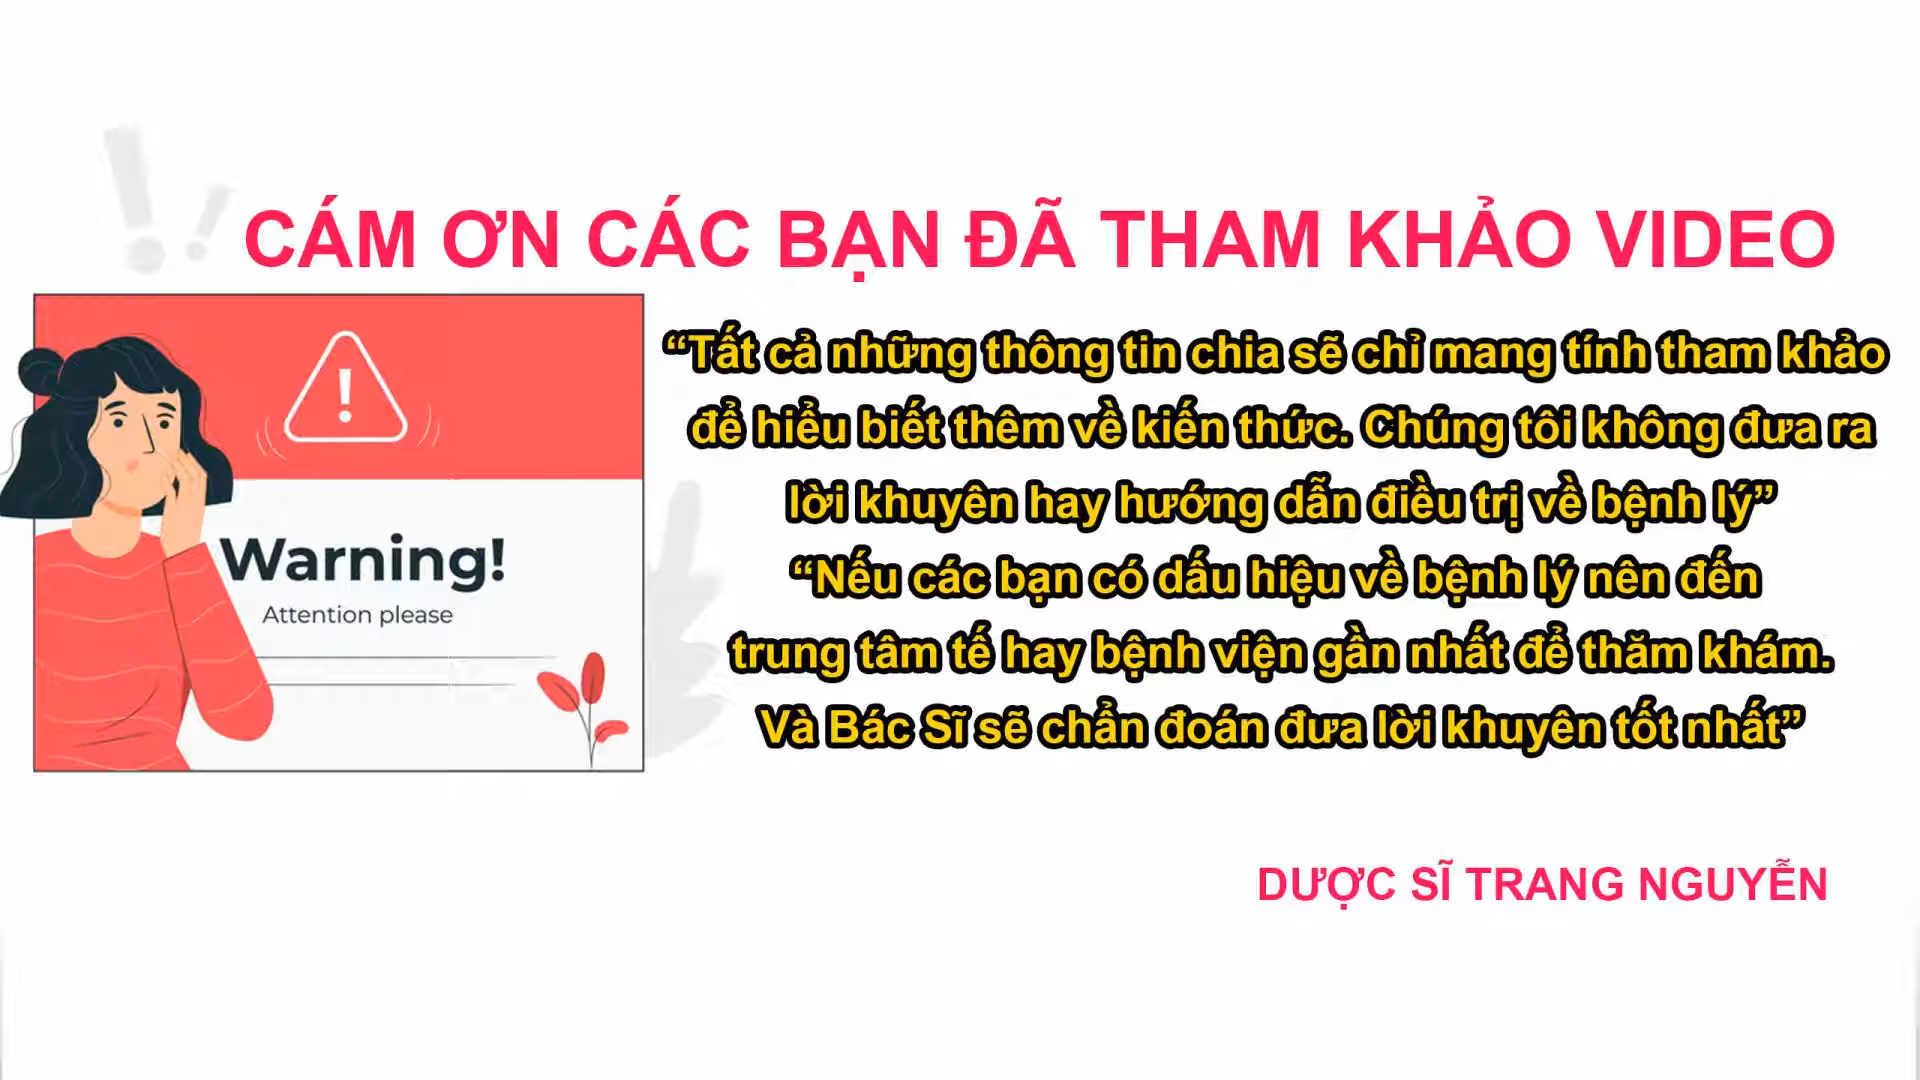 CÁM ƠN CÁC BẠN ĐÃ THAM KHẢO VIDEO
“Tất cả những thông tin chia sẽ chỉ mang tính tham khảo
để hiểu biết thêm về kiến thức. Chúng tôi không đưa ra
lời khuyên hay hướng dẫn điều trị về bệnh lý”
“Nếu các bạn có dấu hiệu về bệnh lý nên đến
trung tâm tế hay bệnh viện gần nhất để thăm khám.
Và Bác Sĩ sẽ chẩn đoán đưa lời khuyên tốt nhất”
Warning!
Attention please
DƯỢC SĨ TRANG NGUYỄN